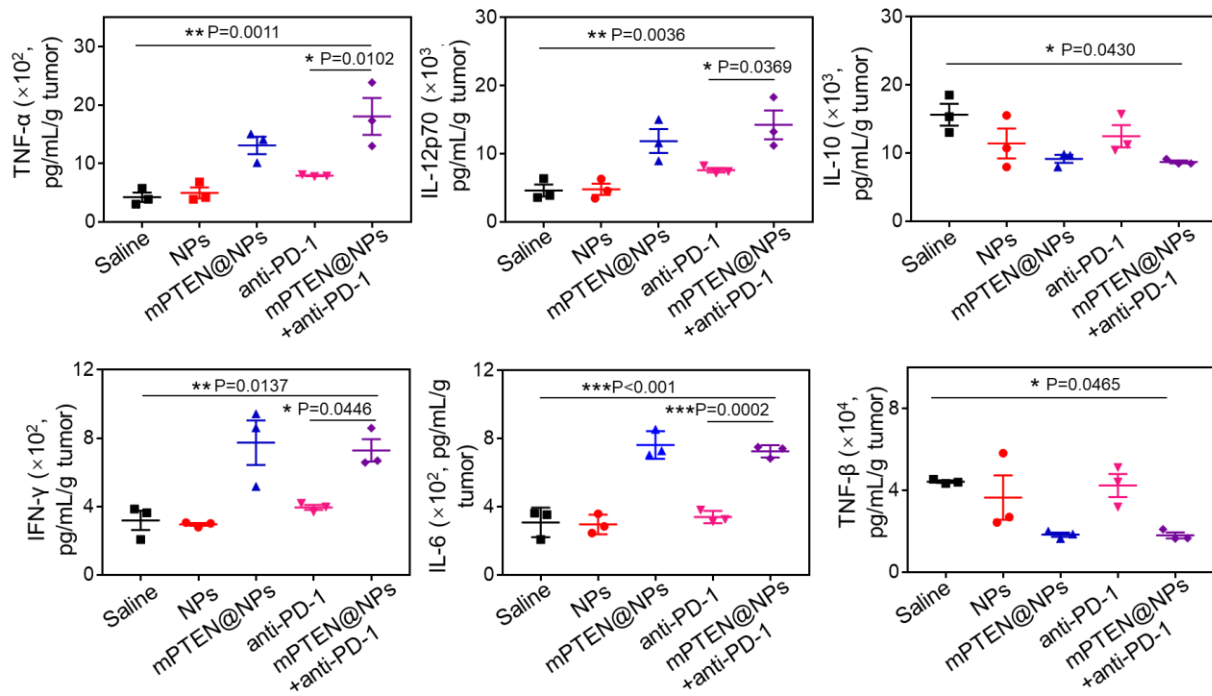 TNF-α (×10², pg/mL/g tumor)
30
20
10
0
** P=0.0011
* P=0.0102
Saline
NPs
mPTEN@NPs
anti-PD-1
mPTEN@NPs
+anti-PD-1
IL-12p70 (×10³, pg/mL/g tumor)
30
20
10
0
** P=0.0036
* P=0.0369
Saline
NPs
mPTEN@NPs
anti-PD-1
mPTEN@NPs
+anti-PD-1
IL-10 (×10³, pg/mL/g tumor)
30
20
10
0
* P=0.0430
Saline
NPs
mPTEN@NPs
anti-PD-1
mPTEN@NPs
+anti-PD-1
IFN-γ (×10², pg/mL/g tumor)
12
8
4
0
** P=0.0137
* P=0.0446
Saline
NPs
mPTEN@NPs
anti-PD-1
mPTEN@NPs
+anti-PD-1
IL-6 (×10², pg/mL/g tumor)
12
8
4
0
***P<0.001
***P=0.0002
Saline
NPs
mPTEN@NPs
anti-PD-1
mPTEN@NPs
+anti-PD-1
TNF-β (×10⁴, pg/mL/g tumor)
8
4
0
* P=0.0465
Saline
NPs
mPTEN@NPs
anti-PD-1
mPTEN@NPs
+anti-PD-1